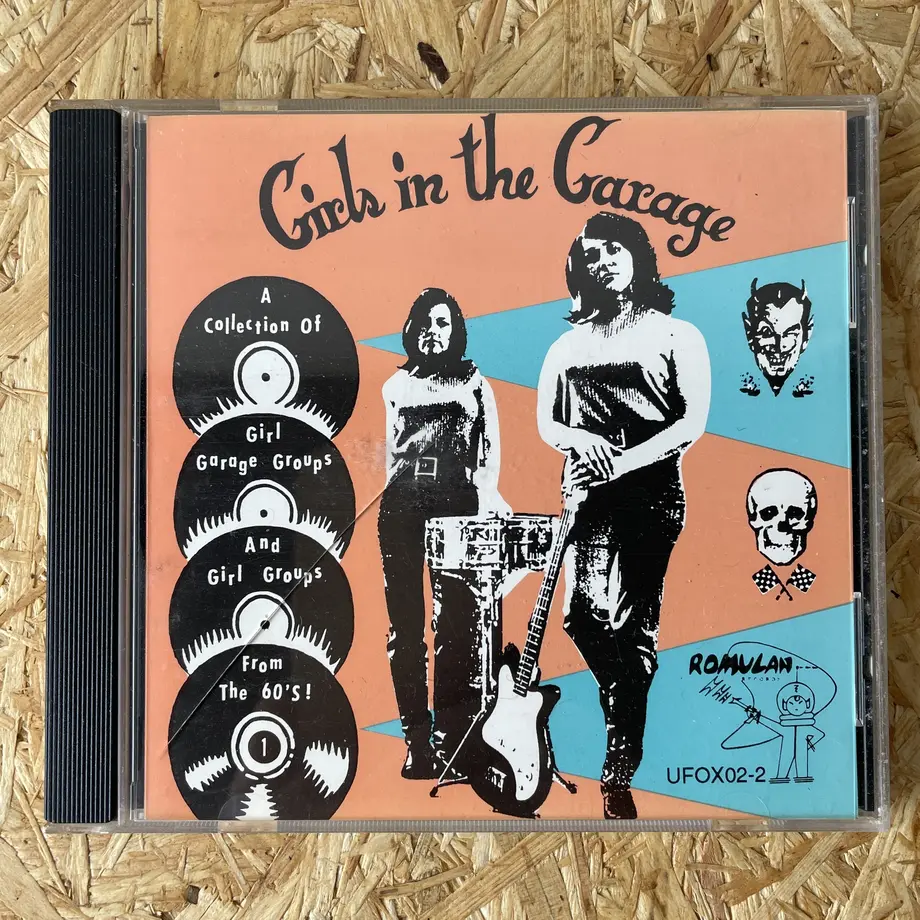 Girls in the Garage
A
Collection Of
Girl
Garage Groups
And
Girl Groups
From
The 60'S!
1
ROMULAN
RECORDS
UFOX02-2